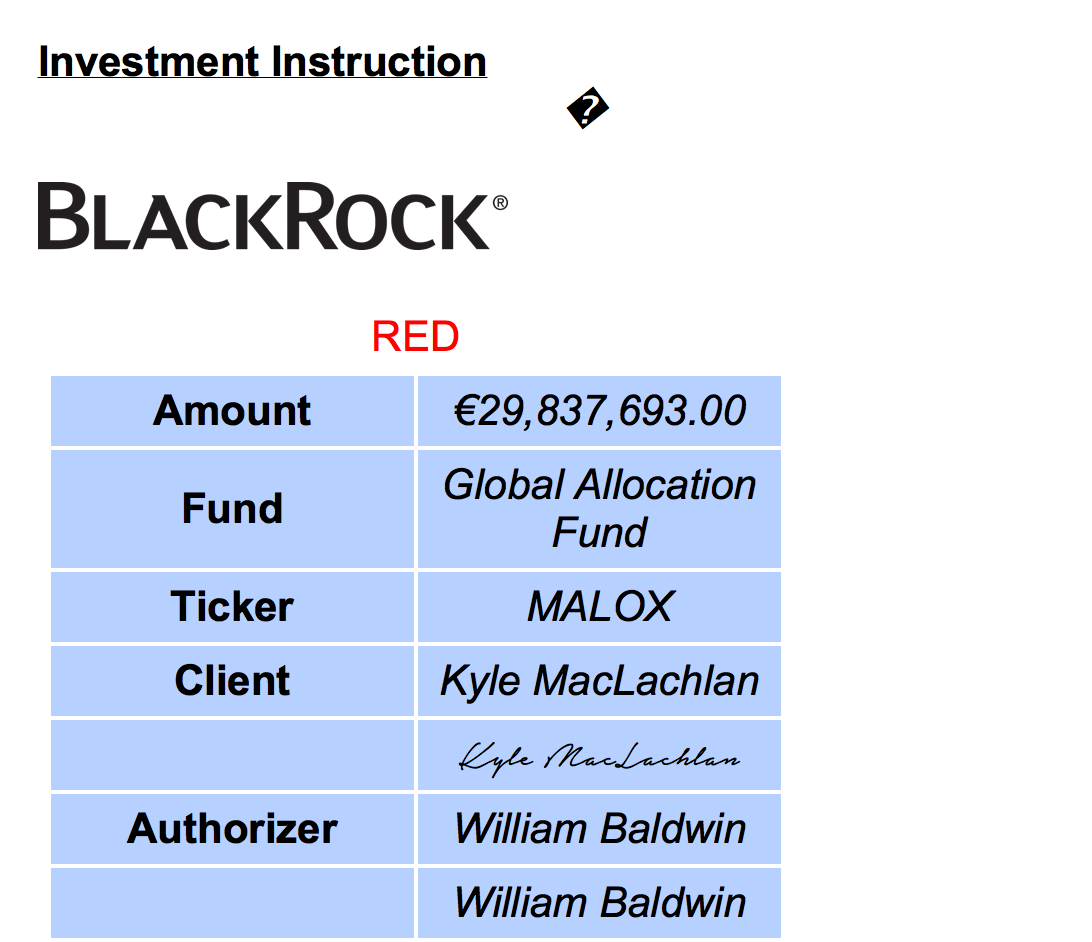 Investment Instruction
�
BLACKROCK®
RED
Amount €29,837,693.00
Fund Global Allocation
Fund
Ticker MALOX
Client Kyle MacLachlan
Kyle MacLachlan
Authorizer William Baldwin
William Baldwin